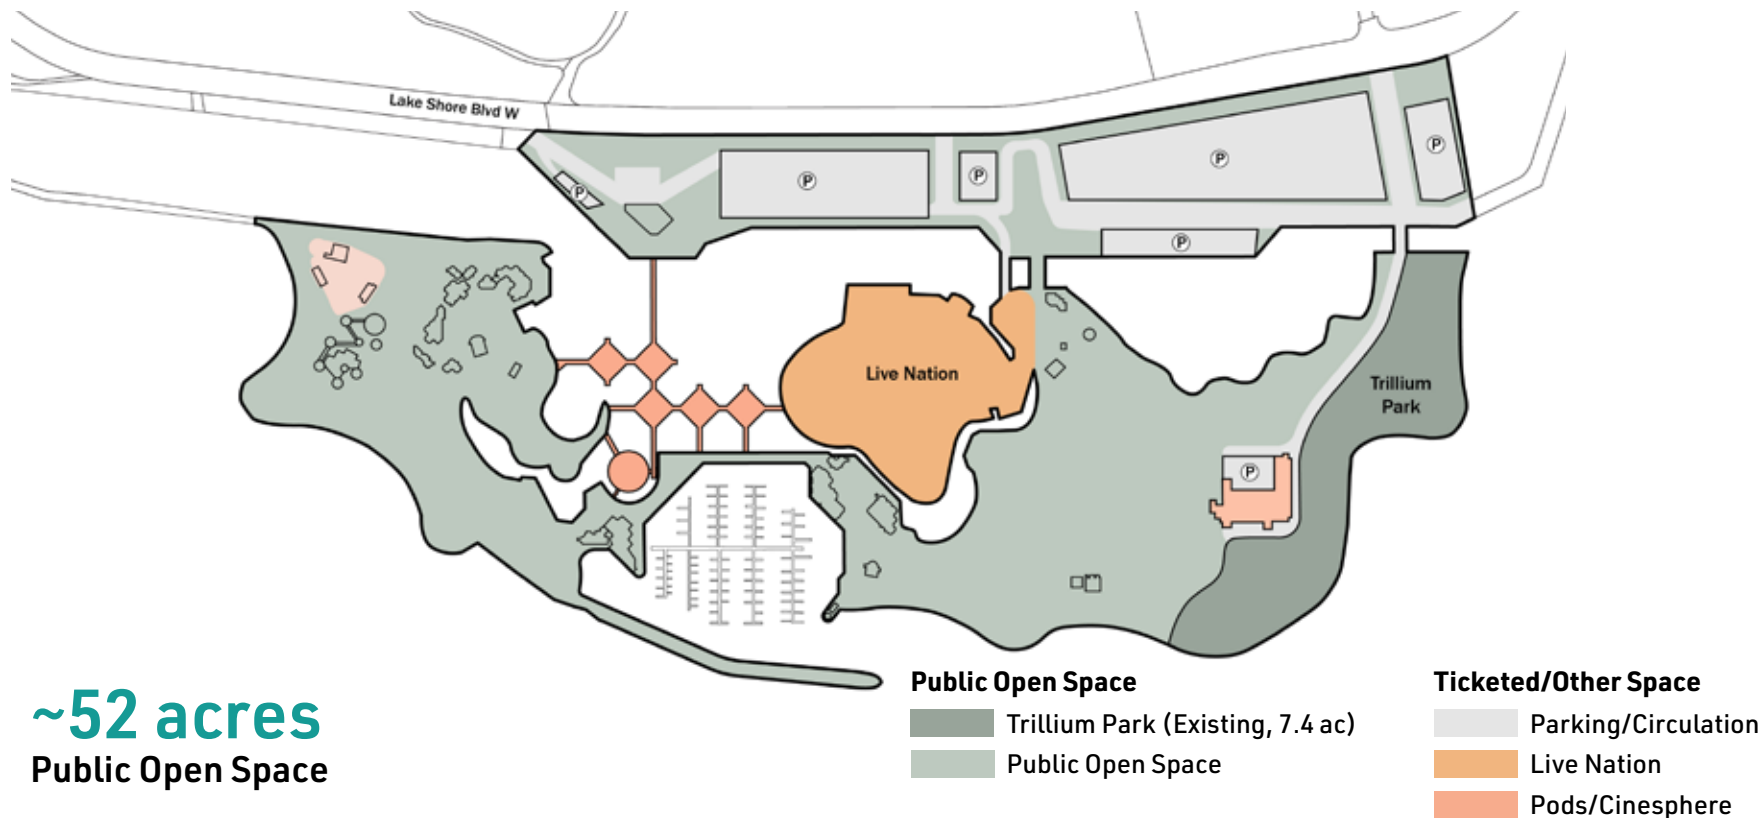 Lake Shore Blvd W
P
P
P
P
P
P
Live Nation
Trillium
Park
P
~52 acres
Public Open Space
Public Open Space
Trillium Park (Existing, 7.4 ac)
Public Open Space
Ticketed/Other Space
Parking/Circulation
Live Nation
Pods/Cinesphere